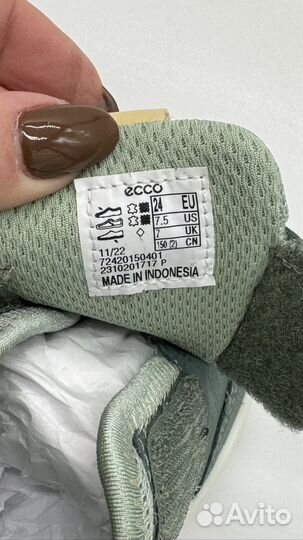 ecco
24 EU
7.5 US
7 UK
150 (2) CN
11/22
72420150401
2310201717 P
MADE IN INDONESIA
Avito